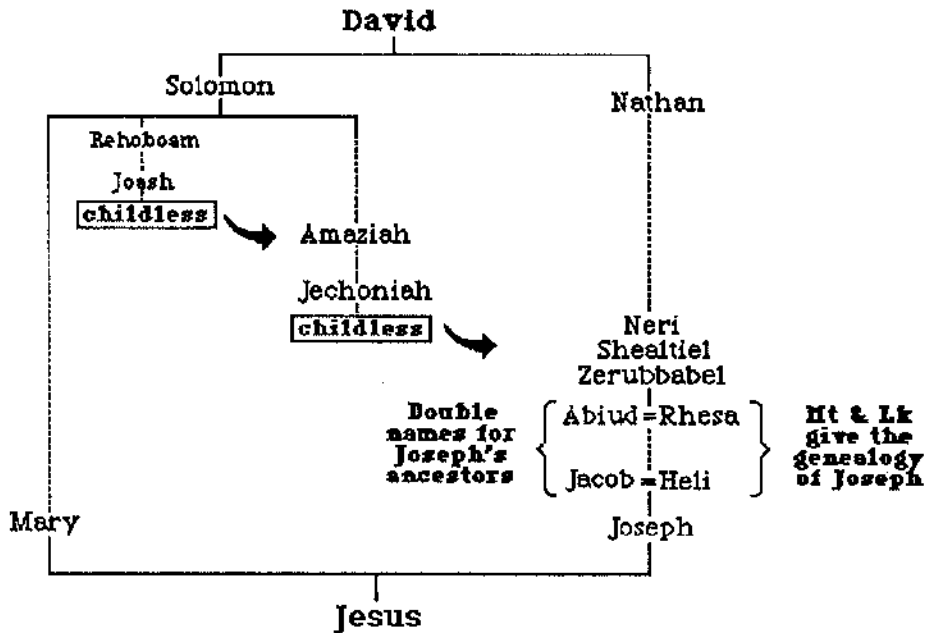 David
Solomon
Nathan
Rehoboam
Joash
childless
Amaziah
Jechoniah
childless
Neri
Shealtiel
Zerubbabel
Double
names for
Joseph's
ancestors
Abiud=Rhesa
Jacob=Heli
Mt & Lk
give the
genealogy
of Joseph
Mary
Joseph
Jesus